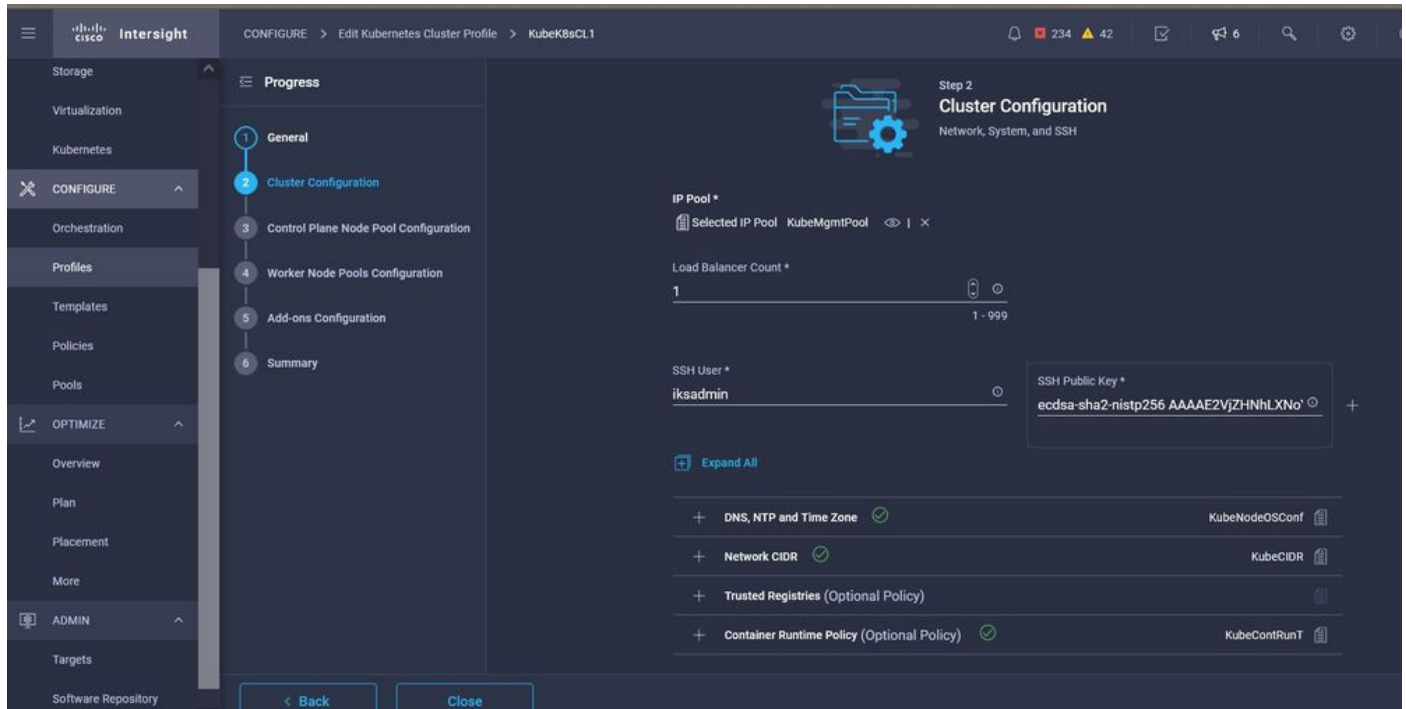 cisco Intersight
CONFIGURE > Edit Kubernetes Cluster Profile > KubeK8sCL1
234 42
6
Storage
Virtualization
Kubernetes
CONFIGURE
Orchestration
Profiles
Templates
Policies
Pools
OPTIMIZE
Overview
Plan
Placement
More
ADMIN
Targets
Software Repository
Progress
1 General
2 Cluster Configuration
3 Control Plane Node Pool Configuration
4 Worker Node Pools Configuration
5 Add-ons Configuration
6 Summary
Step 2
Cluster Configuration
Network, System, and SSH
IP Pool *
Selected IP Pool KubeMgmtPool
Load Balancer Count *
1
1 - 999
SSH User *
iksadmin
SSH Public Key *
ecdsa-sha2-nistp256 AAAAE2VjZHNhLXNo
Expand All
DNS, NTP and Time Zone KubeNodeOSConf
Network CIDR KubeCIDR
Trusted Registries (Optional Policy)
Container Runtime Policy (Optional Policy) KubeContRunT
< Back Close